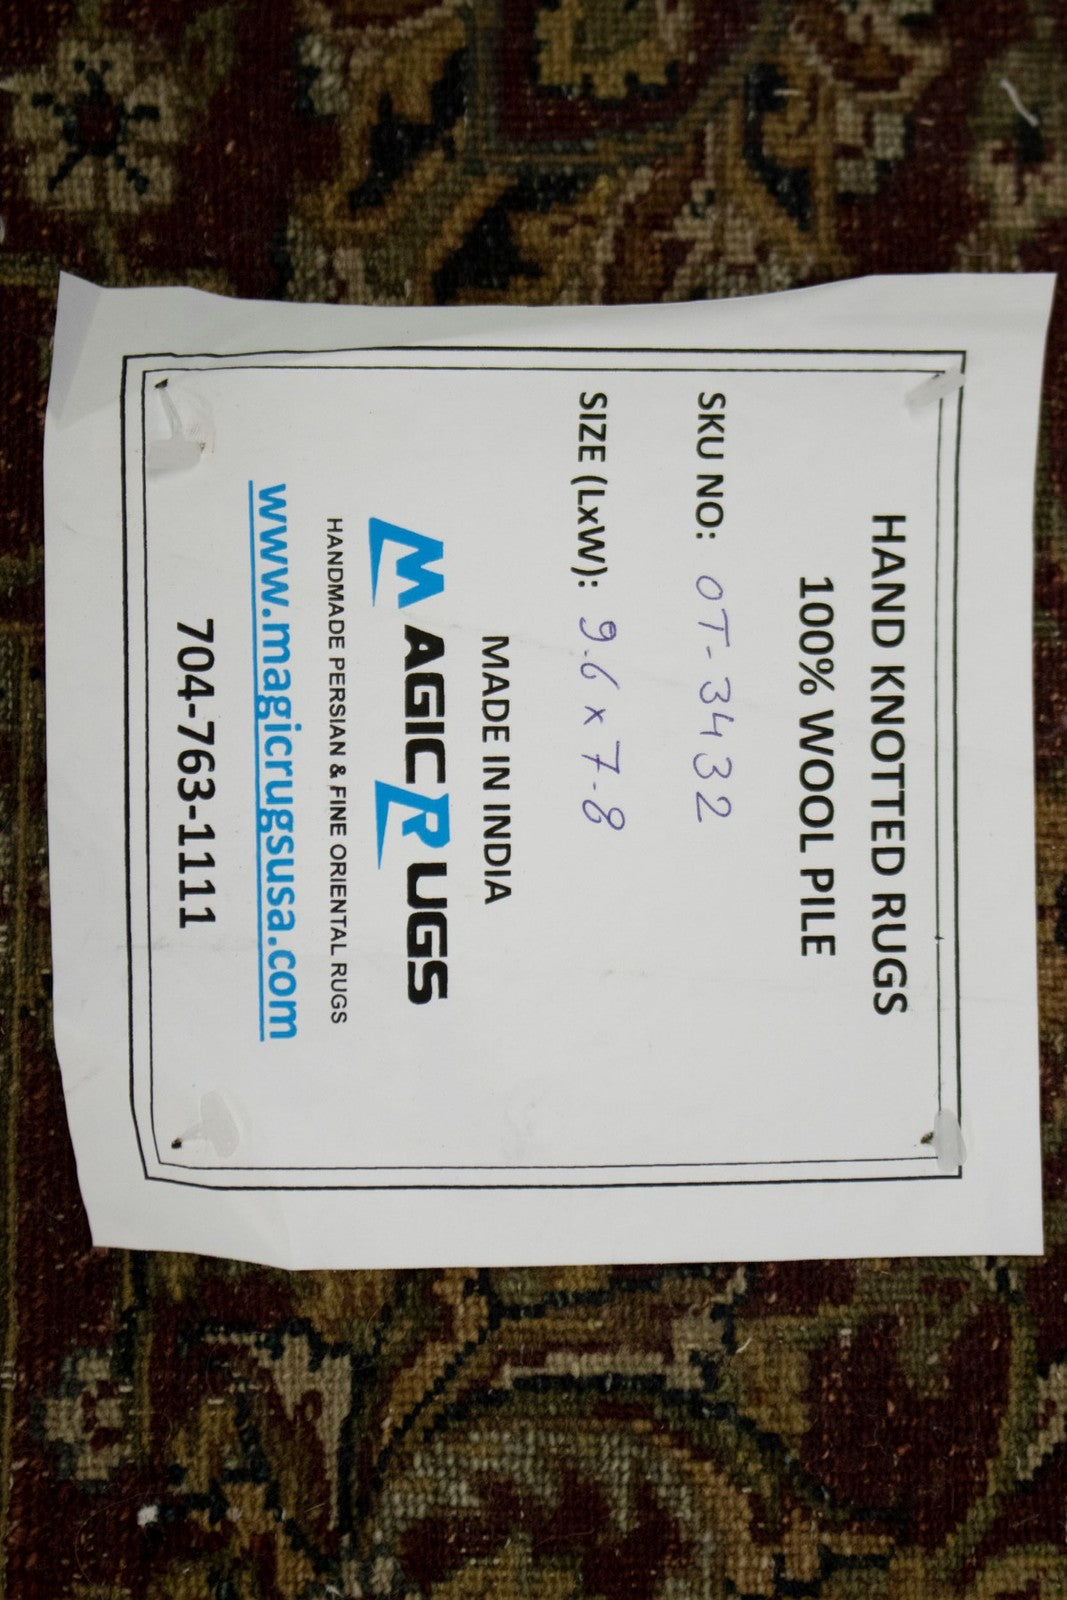 HAND KNOTTED RUGS
100% WOOL PILE
SKU NO: OT-3432
SIZE (LxW): 9.6 x 7-8
MADE IN INDIA
MAGIC RUGS
HANDMADE PERSIAN & FINE ORIENTAL RUGS
www.magicrugsusa.com
704-763-1111